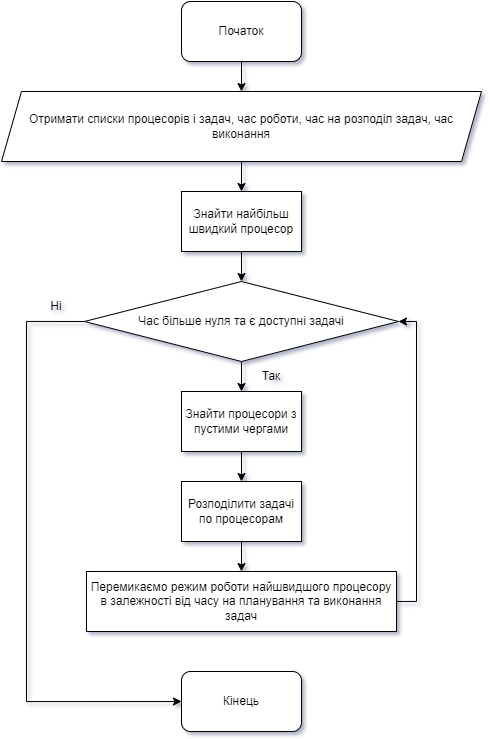 Початок
Отримати списки процесорів і задач, час роботи, час на розподіл задач, час
виконання
Знайти найбільш
швидкий процесор
Ні
Час більше нуля та є доступні задачі
Так
Знайти процесори з
пустими чергами
Розподілити задачі
по процесорам
Перемикаємо режим роботи найшвидшого процесору
в залежності від часу на планування та виконання
задач
Кінець